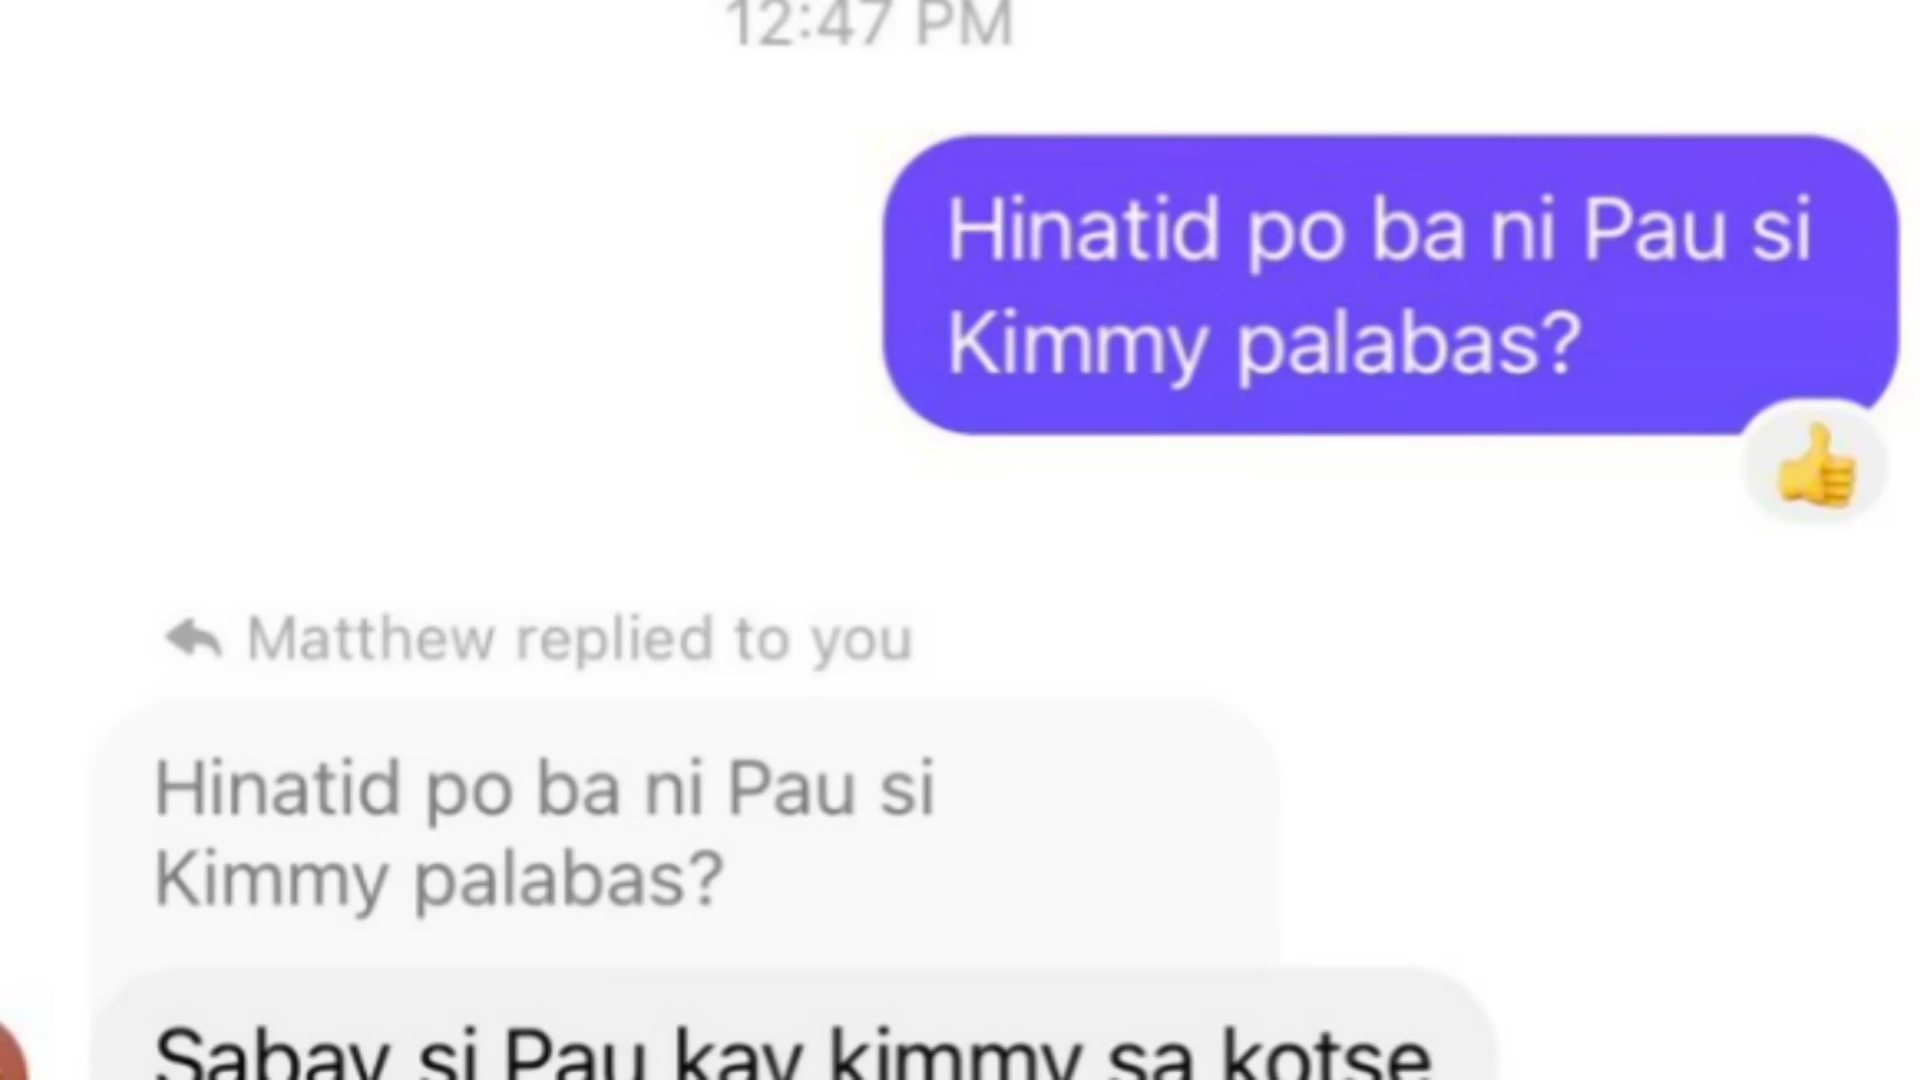 12:47 PM
Hinatid po ba ni Pau si
Kimmy palabas?
Matthew replied to you
Hinatid po ba ni Pau si
Kimmy palabas?
Sabay si Pau kay kimmy sa kotse